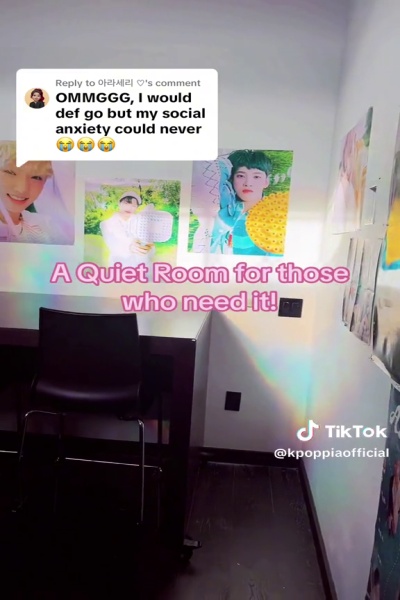 Reply to 아라세리 ♡'s comment
OMMGGG, I would
def go but my social
anxiety could never
😭😭😭
A Quiet Room for those
who need it!
TikTok
@kpoppiaofficial